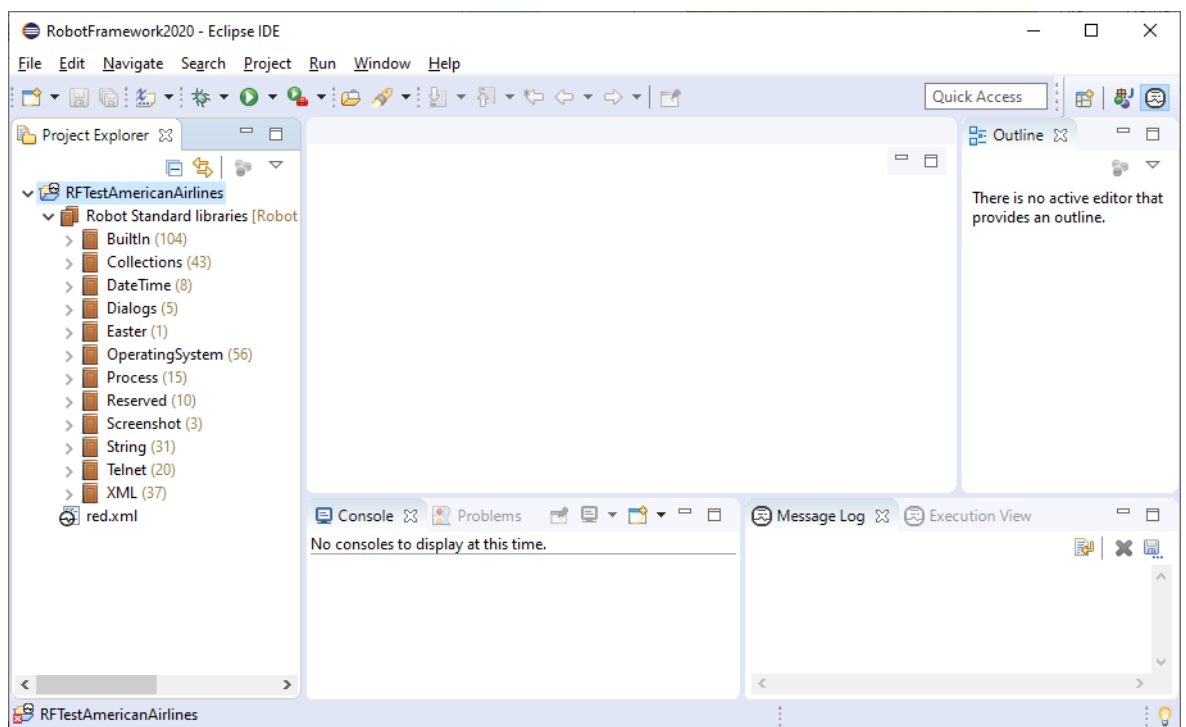 RobotFramework2020 - Eclipse IDE
File Edit Navigate Search Project Run Window Help
Quick Access
Project Explorer
RFTestAmericanAirlines
Robot Standard libraries [Robot
BuiltIn (104)
Collections (43)
DateTime (8)
Dialogs (5)
Easter (1)
OperatingSystem (56)
Process (15)
Reserved (10)
Screenshot (3)
String (31)
Telnet (20)
XML (37)
red.xml
Outline
There is no active editor that
provides an outline.
Console Problems
No consoles to display at this time.
Message Log Execution View
RFTestAmericanAirlines